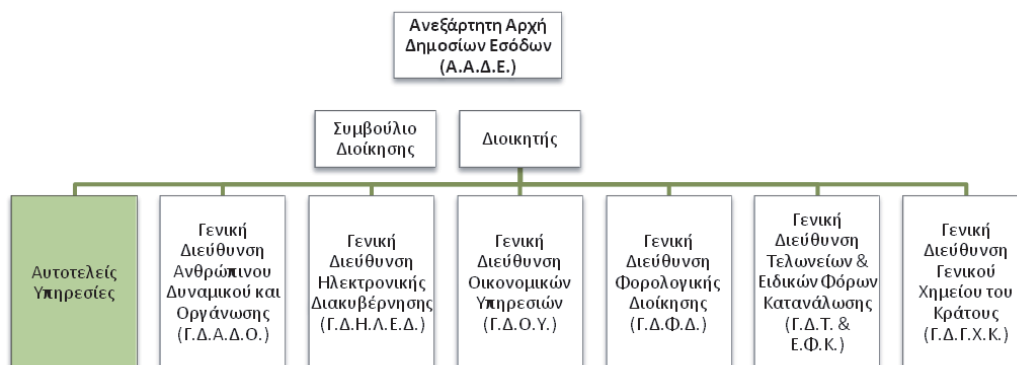 Ανεξάρτητη Αρχή
Δημοσίων Εσόδων
(Α.Α.Δ.Ε.)
Συμβούλιο
Διοίκησης
Διοικητής
Αυτοτελείς
Υπηρεσίες
Γενική
Διεύθυνση
Ανθρώπινου
Δυναμικού και
Οργάνωσης
(Γ.Δ.Α.Δ.Ο.)
Γενική
Διεύθυνση
Ηλεκτρονικής
Διακυβέρνησης
(Γ.Δ.Η.Λ.Ε.Δ.)
Γενική
Διεύθυνση
Οικονομικών
Υπηρεσιών
(Γ.Δ.Ο.Υ.)
Γενική
Διεύθυνση
Φορολογικής
Διοίκησης
(Γ.Δ.Φ.Δ.)
Γενική
Διεύθυνση
Τελωνείων &
Ειδικών Φόρων
Κατανάλωσης
(Γ.Δ.Τ. &
Ε.Φ.Κ.)
Γενική
Διεύθυνση
Γενικού
Χημείου του
Κράτους
(Γ.Δ.Γ.Χ.Κ.)